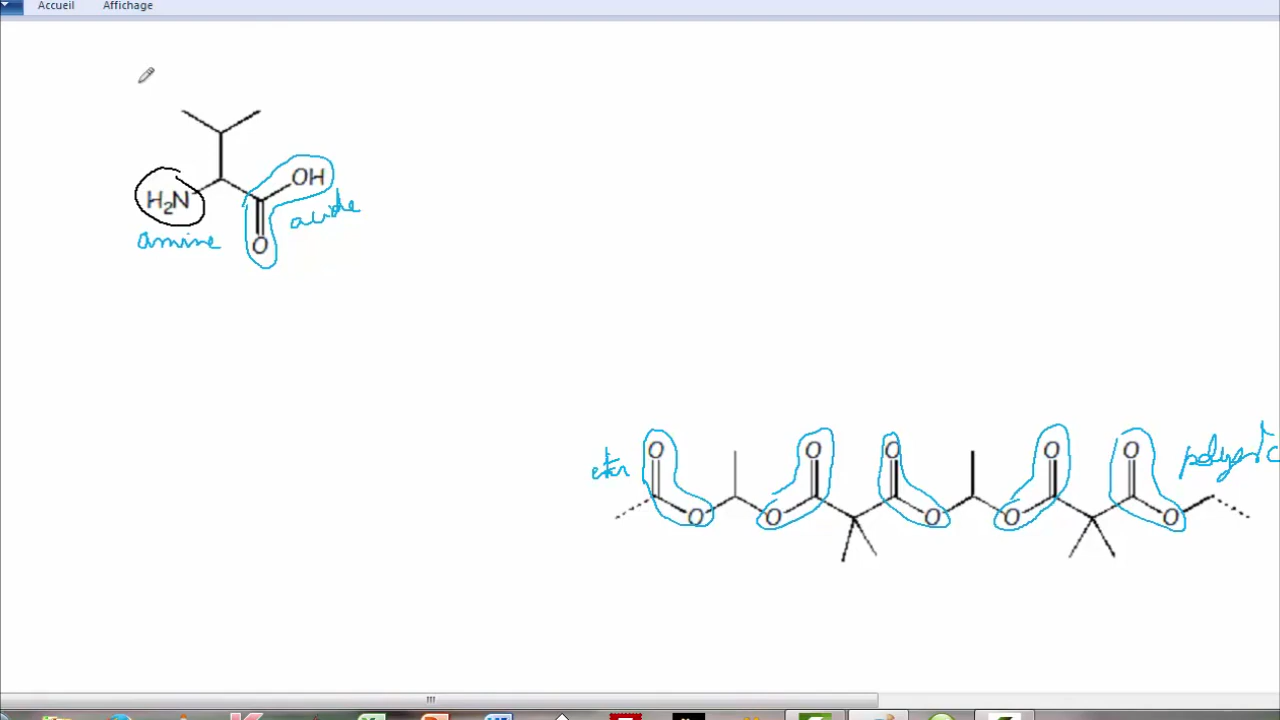 Accueil Affichage
OH
H2N
acide
amine
O
ester
O O O O O
O O O O O